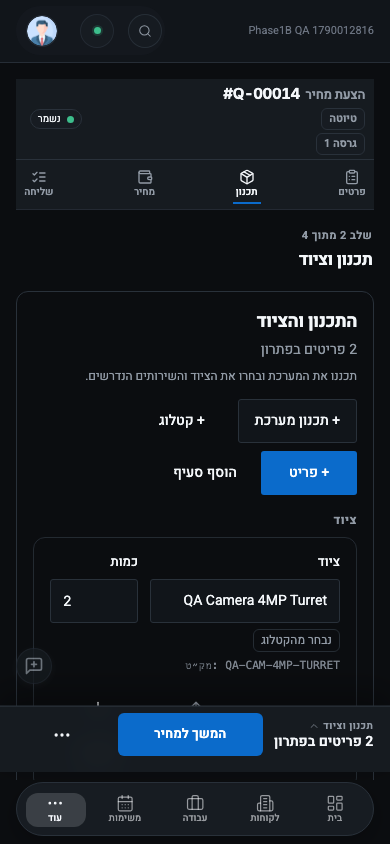 Phase1B QA 1790012816
הצעת מחיר #Q-00014
טיוטה
נשמר
גרסה 1
פרטים
תכנון
מחיר
שליחה
שלב 2 מתוך 4
תכנון וציוד
התכנון והציוד
2 פריטים בפתרון
תכננו את המערכת ובחרו את הציוד והשירותים הנדרשים.
+ תכנון מערכת
+ קטלוג
+ פריט
הוסף סעיף
ציוד
ציוד
כמות
QA Camera 4MP Turret
2
נבחר מהקטלוג
מק״ט: QA-CAM-4MP-TURRET
תכנון וציוד
2 פריטים בפתרון
המשך למחיר
בית
לקוחות
עבודה
משימות
עוד